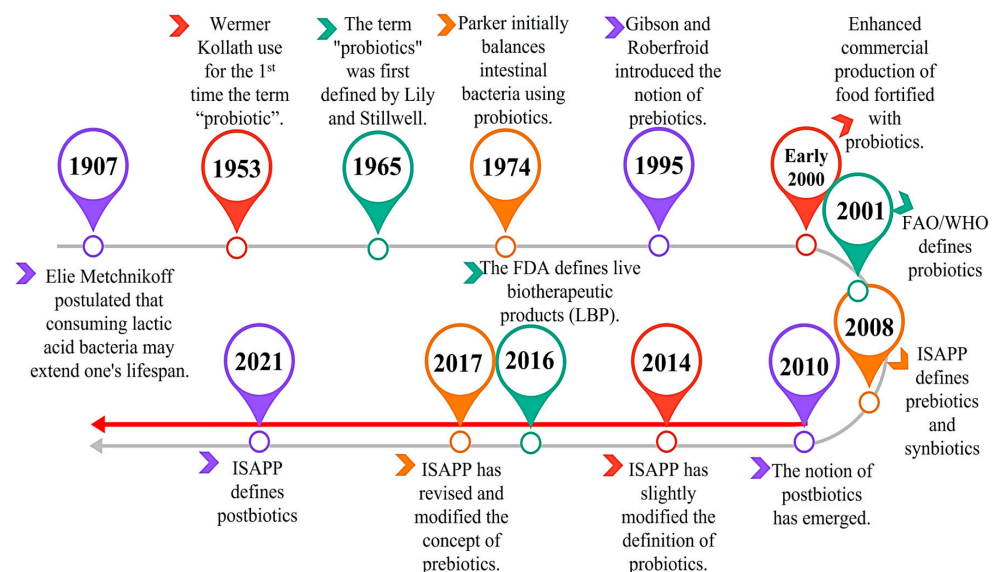 Wermer
Kollath use
for the 1st
time the term
“probiotic”.
The term
"probiotics"
was first
defined by Lily
and Stillwell.
Parker initially
balances
intestinal
bacteria using
probiotics.
Gibson and
Roberfroid
introduced the
notion of
prebiotics.
Enhanced
commercial
production of
food fortified
with
probiotics.
1907
1953
1965
1974
1995
Early
2000
2001
FAO/WHO
defines
probiotics
Elie Metchnikoff
postulated that
consuming lactic
acid bacteria may
extend one's lifespan.
The FDA defines live
biotherapeutic
products (LBP).
2008
ISAPP
defines
prebiotics
and
synbiotics
2021
2017
2016
2014
2010
ISAPP
defines
postbiotics
ISAPP has
revised and
modified the
concept of
prebiotics.
ISAPP has
slightly
modified the
definition of
probiotics.
The notion of
postbiotics
has emerged.